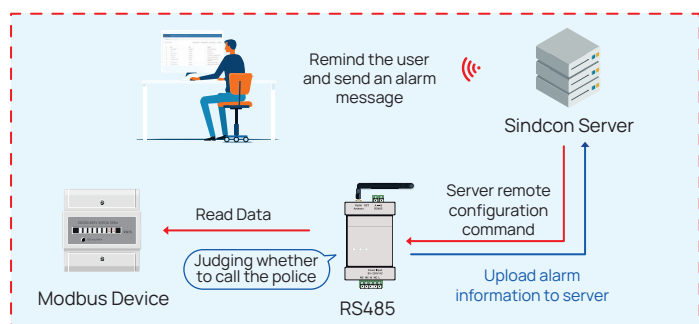 Remind the user
and send an alarm
message
Sindcon Server
Server remote
configuration
command
Read Data
Judging whether
to call the police
Upload alarm
information to server
Modbus Device
RS485